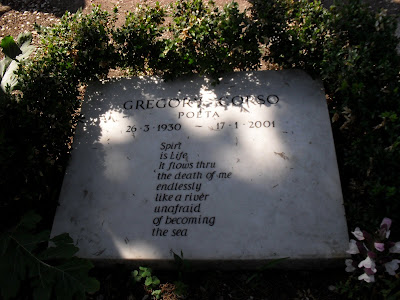 GREGORY CORSO
POETA
26-3-1930 ~ 17-1-2001
Spirt
is Life
It flows thru
the death of me
endlessly
like a river
unafraid
of becoming
the sea